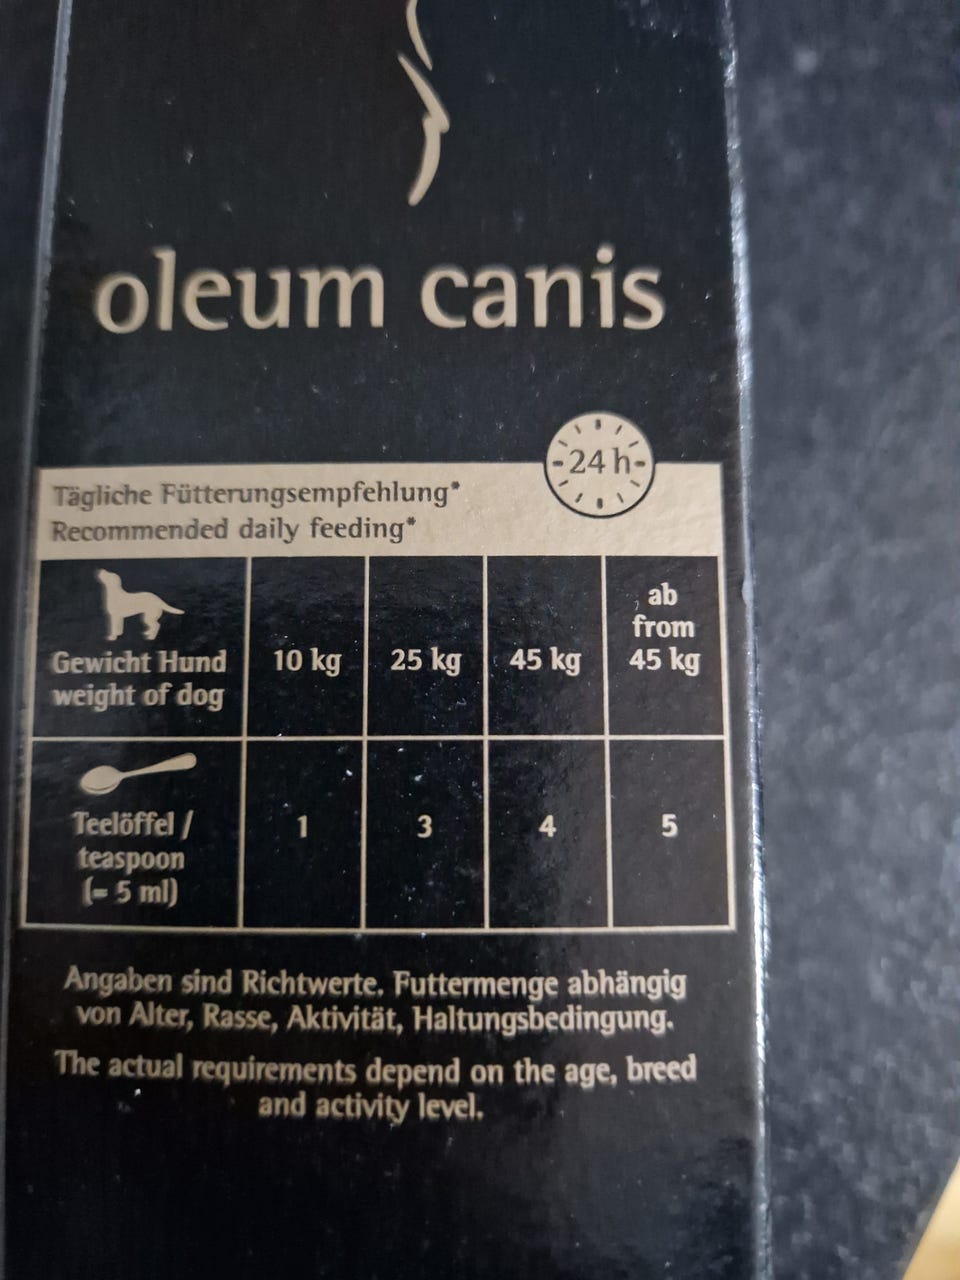 oleum canis
24 h
Tägliche Fütterungsempfehlung*
Recommended daily feeding*
Gewicht Hund
weight of dog
10 kg
25 kg
45 kg
ab
from
45 kg
Teelöffel /
teaspoon
(= 5 ml)
1
3
4
5
Angaben sind Richtwerte. Futtermenge abhängig
von Alter, Rasse, Aktivität, Haltungsbedingung.
The actual requirements depend on the age, breed
and activity level.